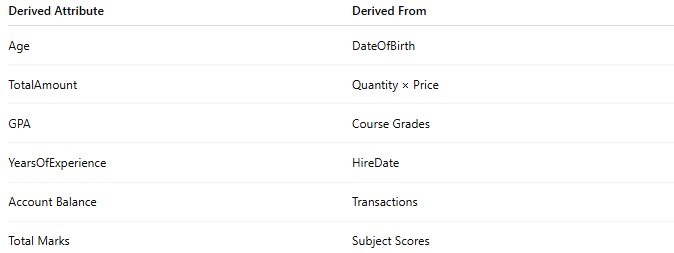 Derived Attribute Derived From
Age DateOfBirth
TotalAmount Quantity × Price
GPA Course Grades
YearsOfExperience HireDate
Account Balance Transactions
Total Marks Subject Scores